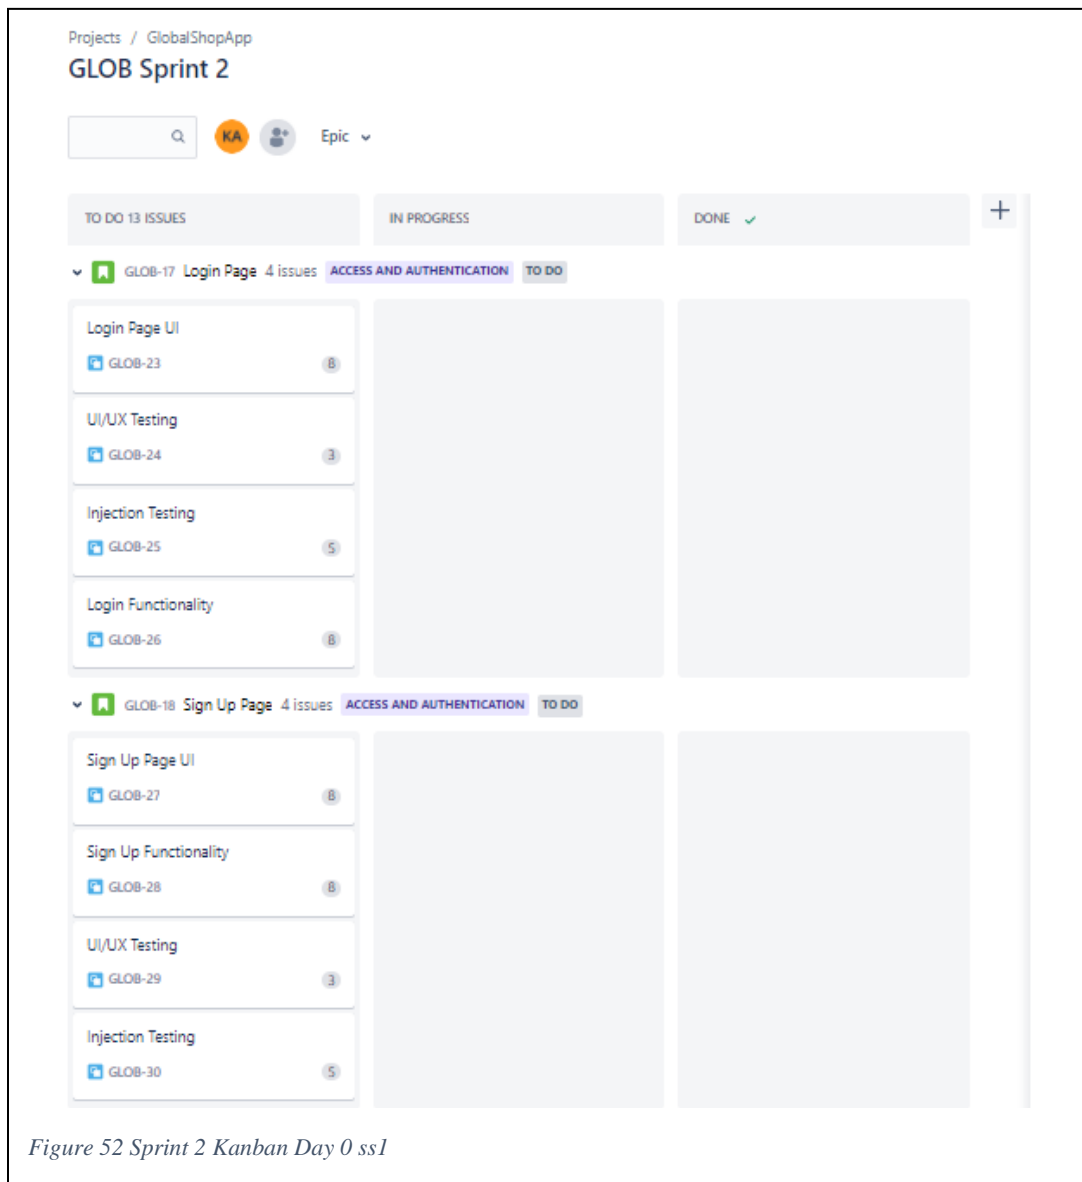 Projects / GlobalShopApp
GLOB Sprint 2
KA Epic
TO DO 13 ISSUES IN PROGRESS DONE
GLOB-17 Login Page 4 issues ACCESS AND AUTHENTICATION TO DO
Login Page UI
GLOB-23 8
UI/UX Testing
GLOB-24 3
Injection Testing
GLOB-25 5
Login Functionality
GLOB-26 8
GLOB-18 Sign Up Page 4 issues ACCESS AND AUTHENTICATION TO DO
Sign Up Page UI
GLOB-27 8
Sign Up Functionality
GLOB-28 8
UI/UX Testing
GLOB-29 3
Injection Testing
GLOB-30 5
Figure 52 Sprint 2 Kanban Day 0 ss1